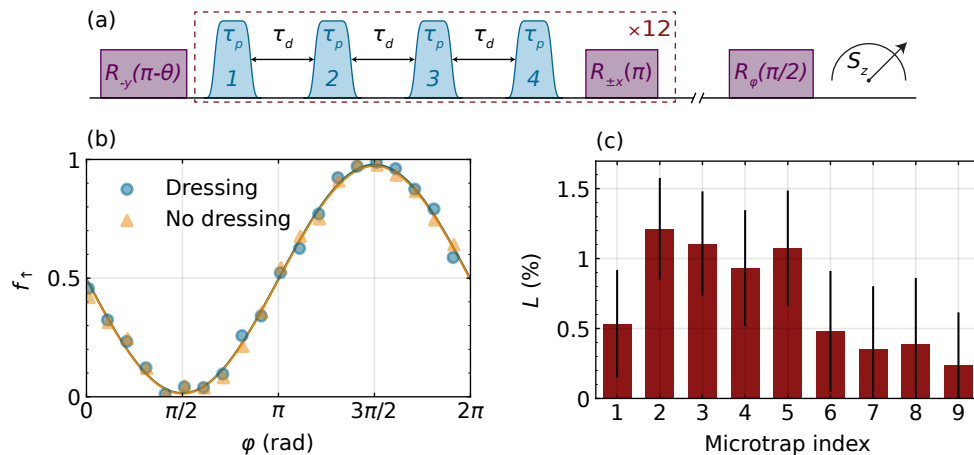 (a)
×12
τp τd τp τd τp τd τp
R-y(π-θ) 1 2 3 4 R±x(π) Rφ(π/2) Sz
(b)
1
Dressing
No dressing
0.5
f↑
0
0 π/2 π 3π/2 2π
φ (rad)
(c)
1.5
1
L (%)
0.5
0
1 2 3 4 5 6 7 8 9
Microtrap index